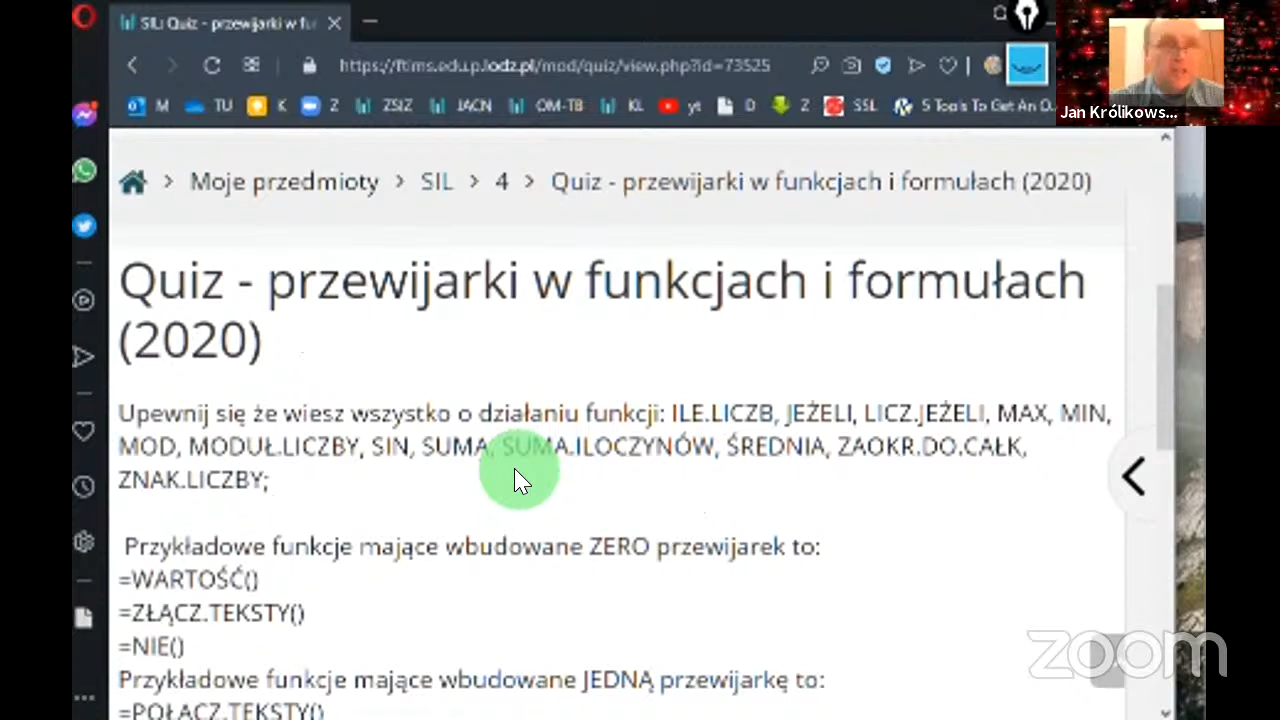 SIL: Quiz - przewijarki w fu
https://ftims.edu.p.lodz.pl/mod/quiz/view.php?id=73525
M TU K Z ZSIZ JACN OM-TB KL yt D Z SSL 5 Tools To Get An O...
Jan Królikows...
Moje przedmioty > SIL > 4 > Quiz - przewijarki w funkcjach i formułach (2020)
Quiz - przewijarki w funkcjach i formułach
(2020)
Upewnij się że wiesz wszystko o działaniu funkcji: ILE.LICZB, JEŻELI, LICZ.JEŻELI, MAX, MIN,
MOD, MODUŁ.LICZBY, SIN, SUMA, SUMA.ILOCZYNÓW, ŚREDNIA, ZAOKR.DO.CAŁK,
ZNAK.LICZBY;
Przykładowe funkcje mające wbudowane ZERO przewijarek to:
=WARTOŚĆ()
=ZŁĄCZ.TEKSTY()
=NIE()
Przykładowe funkcje mające wbudowane JEDNĄ przewijarkę to:
=POŁĄCZ.TEKSTY()
zoom